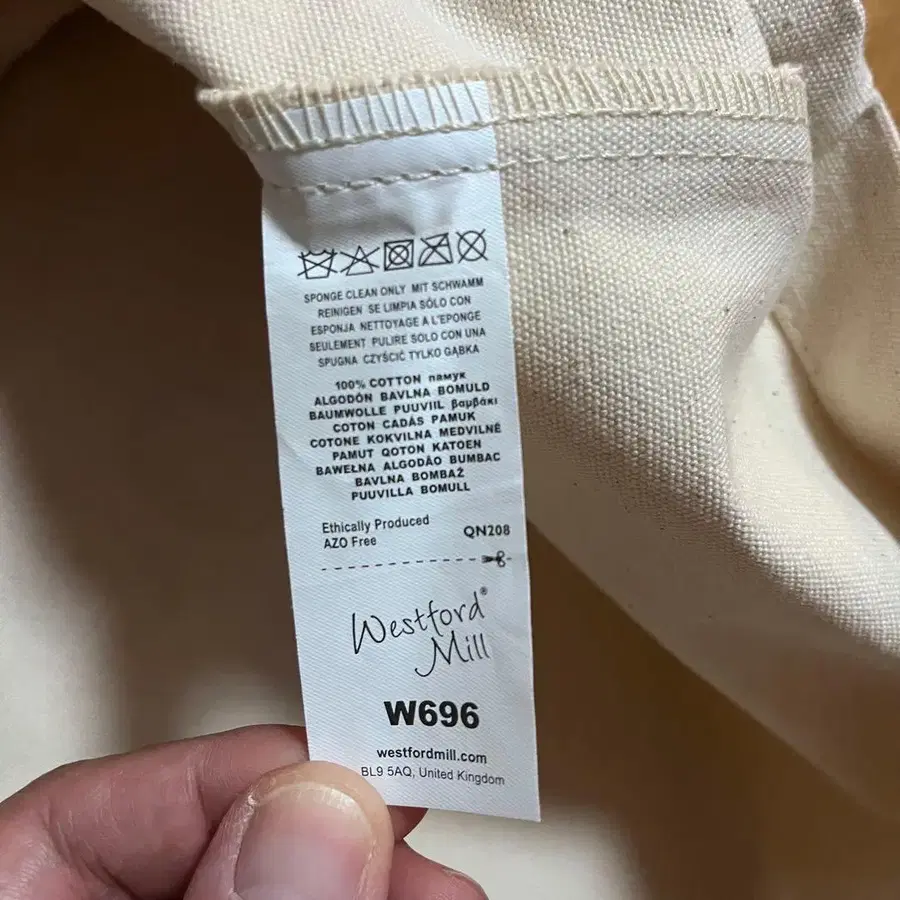 SPONGE CLEAN ONLY MIT SCHWAMM
REINIGEN SE LIMPIA SÓLO CON
ESPONJA NETTOYAGE A L'EPONGE
SEULEMENT PULIRE SOLO CON UNA
SPUGNA CZYŚCIĆ TYLKO GĄBKĄ
100% COTTON памук
ALGODÓN BAVLNA BOMULD
BAUMWOLLE PUUVIIL βαμβάκι
COTON CADÁS PAMUK
COTONE KOKVILNA MEDVILNĖ
PAMUT QOTON KATOEN
BAWEŁNA ALGODÃO BUMBAC
BAVLNA BOMBAŽ
PUUVILLA BOMULL
Ethically Produced
AZO Free QN208
Westford®
Mill
W696
westfordmill.com
BL9 5AQ, United Kingdom